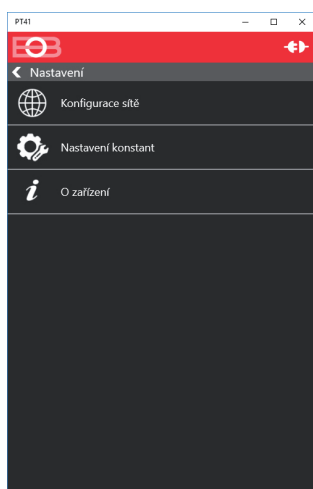 PT41
EOB
Nastavení
Konfigurace sítě
Nastavení konstant
O zařízení